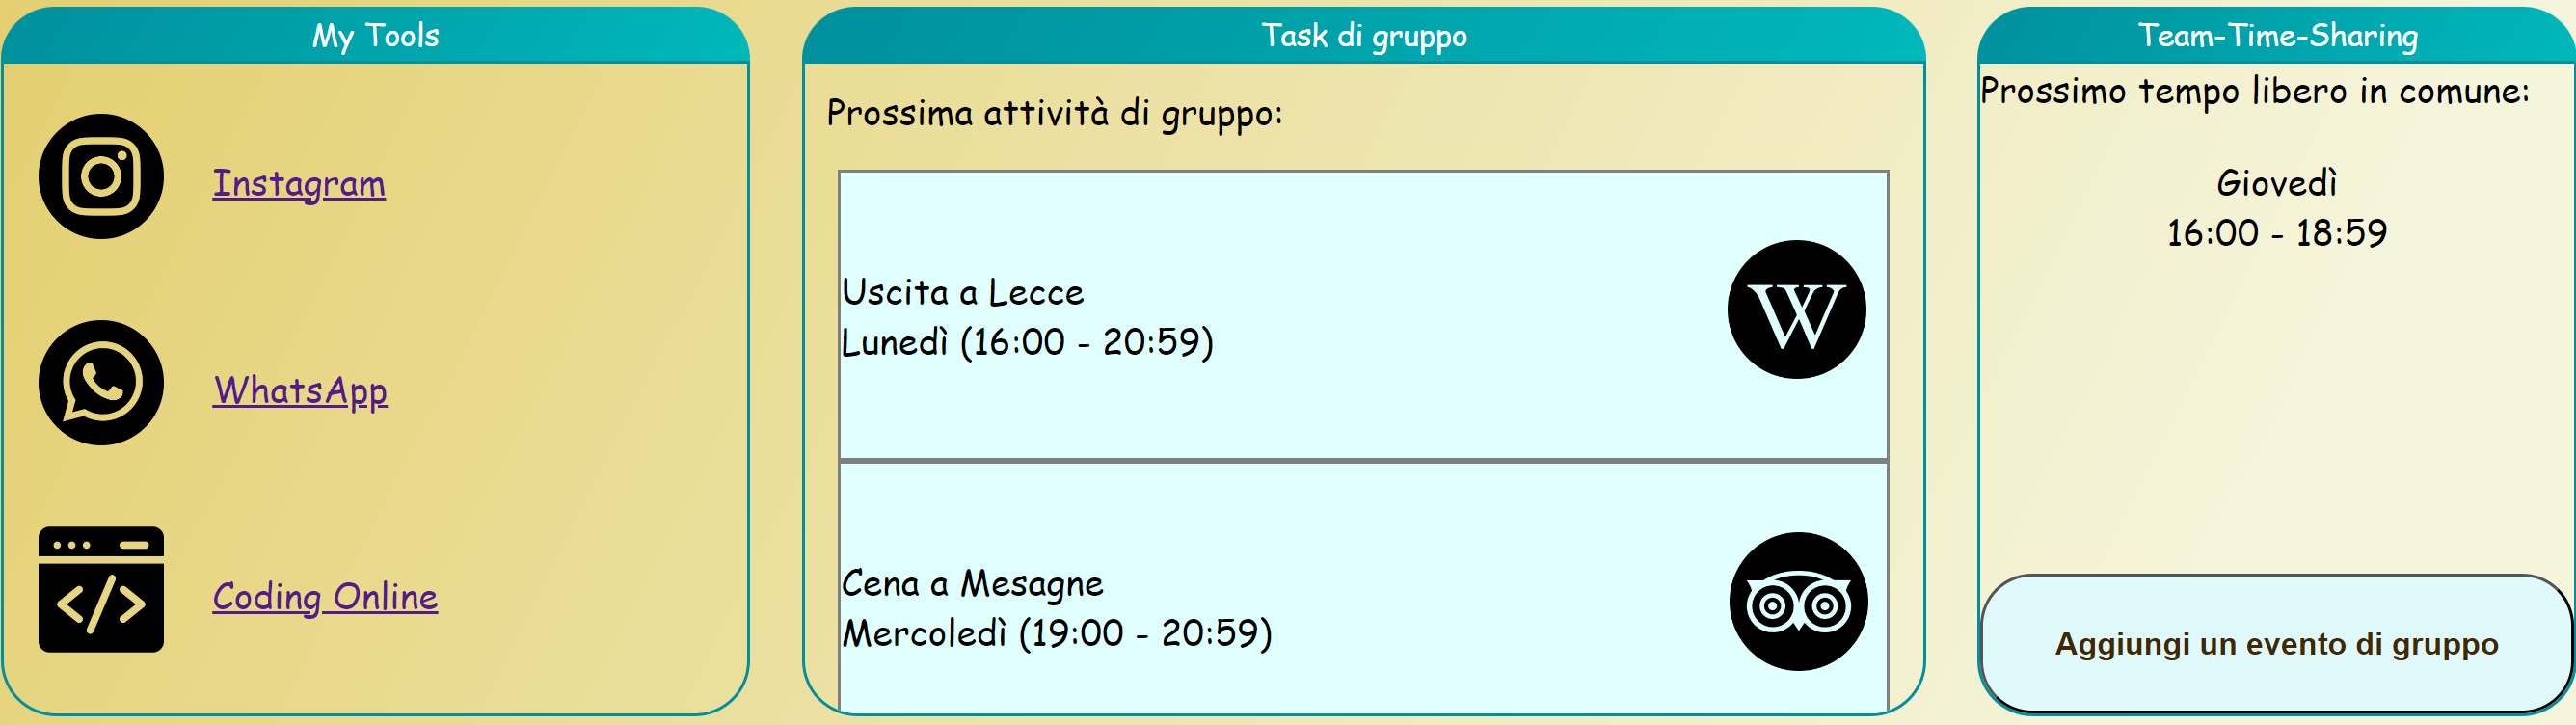 My Tools
Instagram
WhatsApp
Coding Online
Task di gruppo
Prossima attività di gruppo:
Uscita a Lecce
Lunedì (16:00 - 20:59)
W
Cena a Mesagne
Mercoledì (19:00 - 20:59)
Team-Time-Sharing
Prossimo tempo libero in comune:
Giovedì
16:00 - 18:59
Aggiungi un evento di gruppo